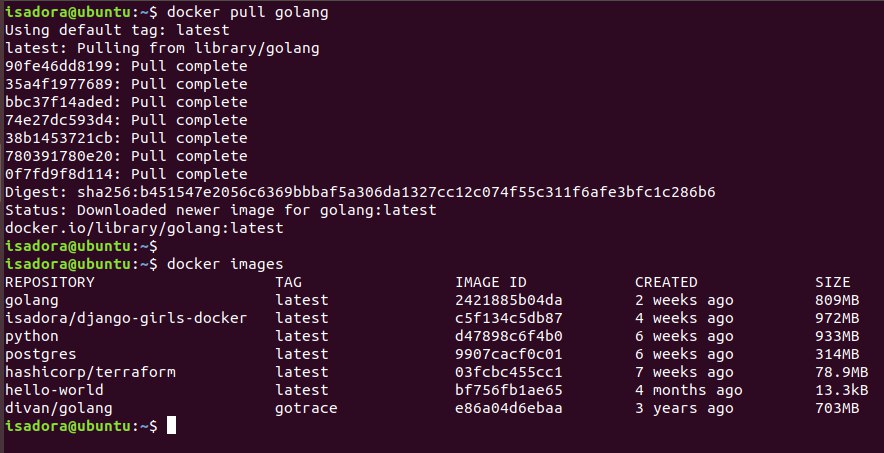 isadora@ubuntu:~$ docker pull golang
Using default tag: latest
latest: Pulling from library/golang
90fe46dd8199: Pull complete
35a4f1977689: Pull complete
bbc37f14aded: Pull complete
74e27dc593d4: Pull complete
38b1453721cb: Pull complete
780391780e20: Pull complete
0f7fd9f8d114: Pull complete
Digest: sha256:b451547e2056c6369bbbaf5a306da1327cc12c074f55c311f6afe3bfc1c286b6
Status: Downloaded newer image for golang:latest
docker.io/library/golang:latest
isadora@ubuntu:~$
isadora@ubuntu:~$ docker images
REPOSITORY TAG IMAGE ID CREATED SIZE
golang latest 2421885b04da 2 weeks ago 809MB
isadora/django-girls-docker latest c5f134c5db87 4 weeks ago 972MB
python latest d47898c6f4b0 6 weeks ago 933MB
postgres latest 9907cacf0c01 6 weeks ago 314MB
hashicorp/terraform latest 03fcbc455cc1 7 weeks ago 78.9MB
hello-world latest bf756fb1ae65 4 months ago 13.3kB
divan/golang gotrace e86a04d6ebaa 3 years ago 703MB
isadora@ubuntu:~$